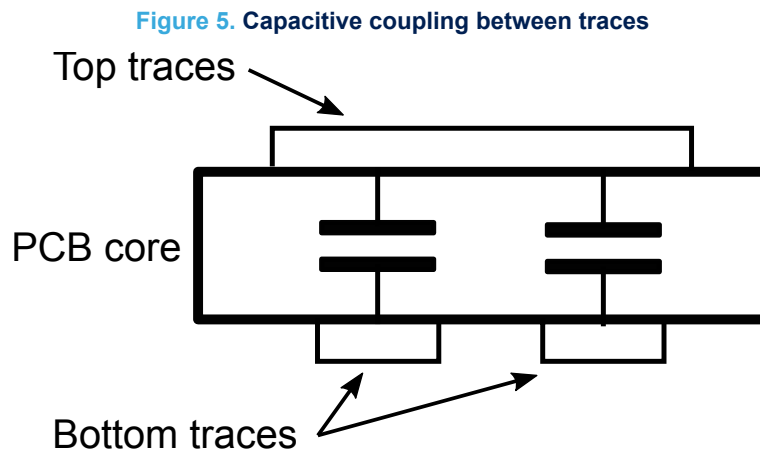 Figure 5. Capacitive coupling between traces
Top traces
PCB core
Bottom traces